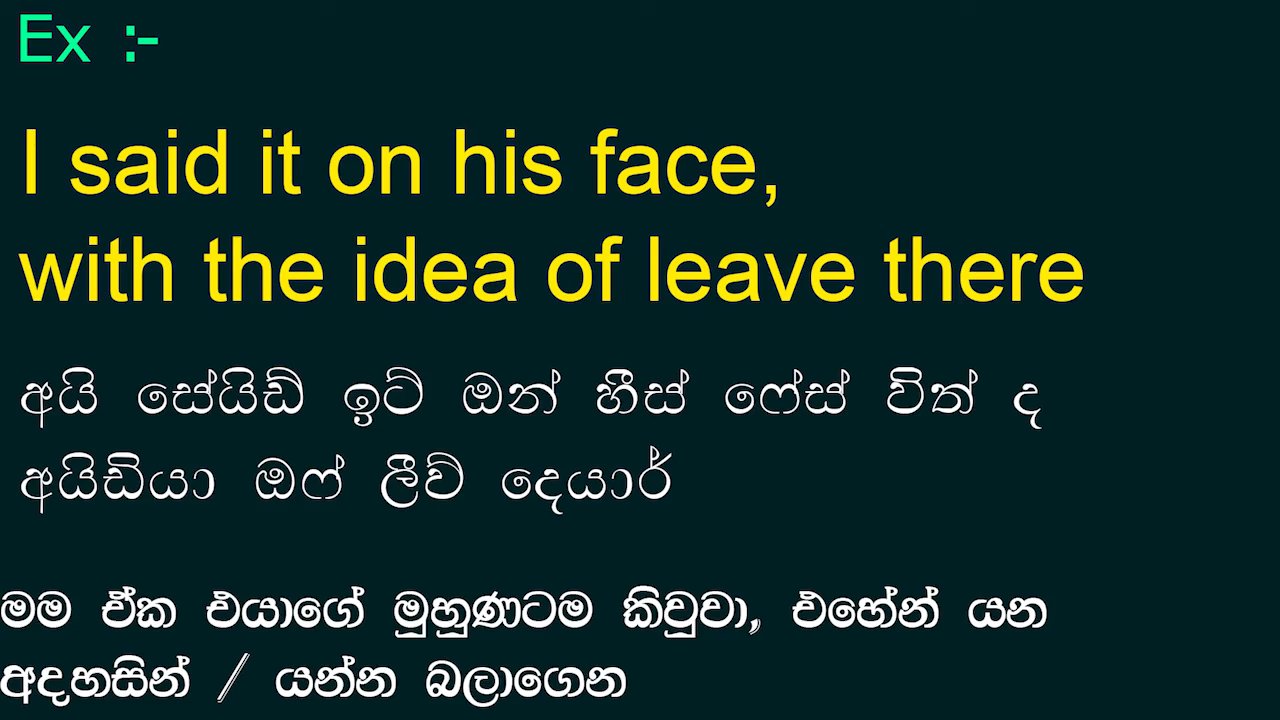 Ex :-
I said it on his face,
with the idea of leave there
අයි සේයිඩ් ඉට් ඔන් හීස් ෆේස් විත් ද
අයිඩියා ඔෆ් ලීව් දෙයාර්
මම ඒක එයාගේ මූහුණටම කිවූවා, එහේන් යන
අදහසින් / යන්න බලාගෙන